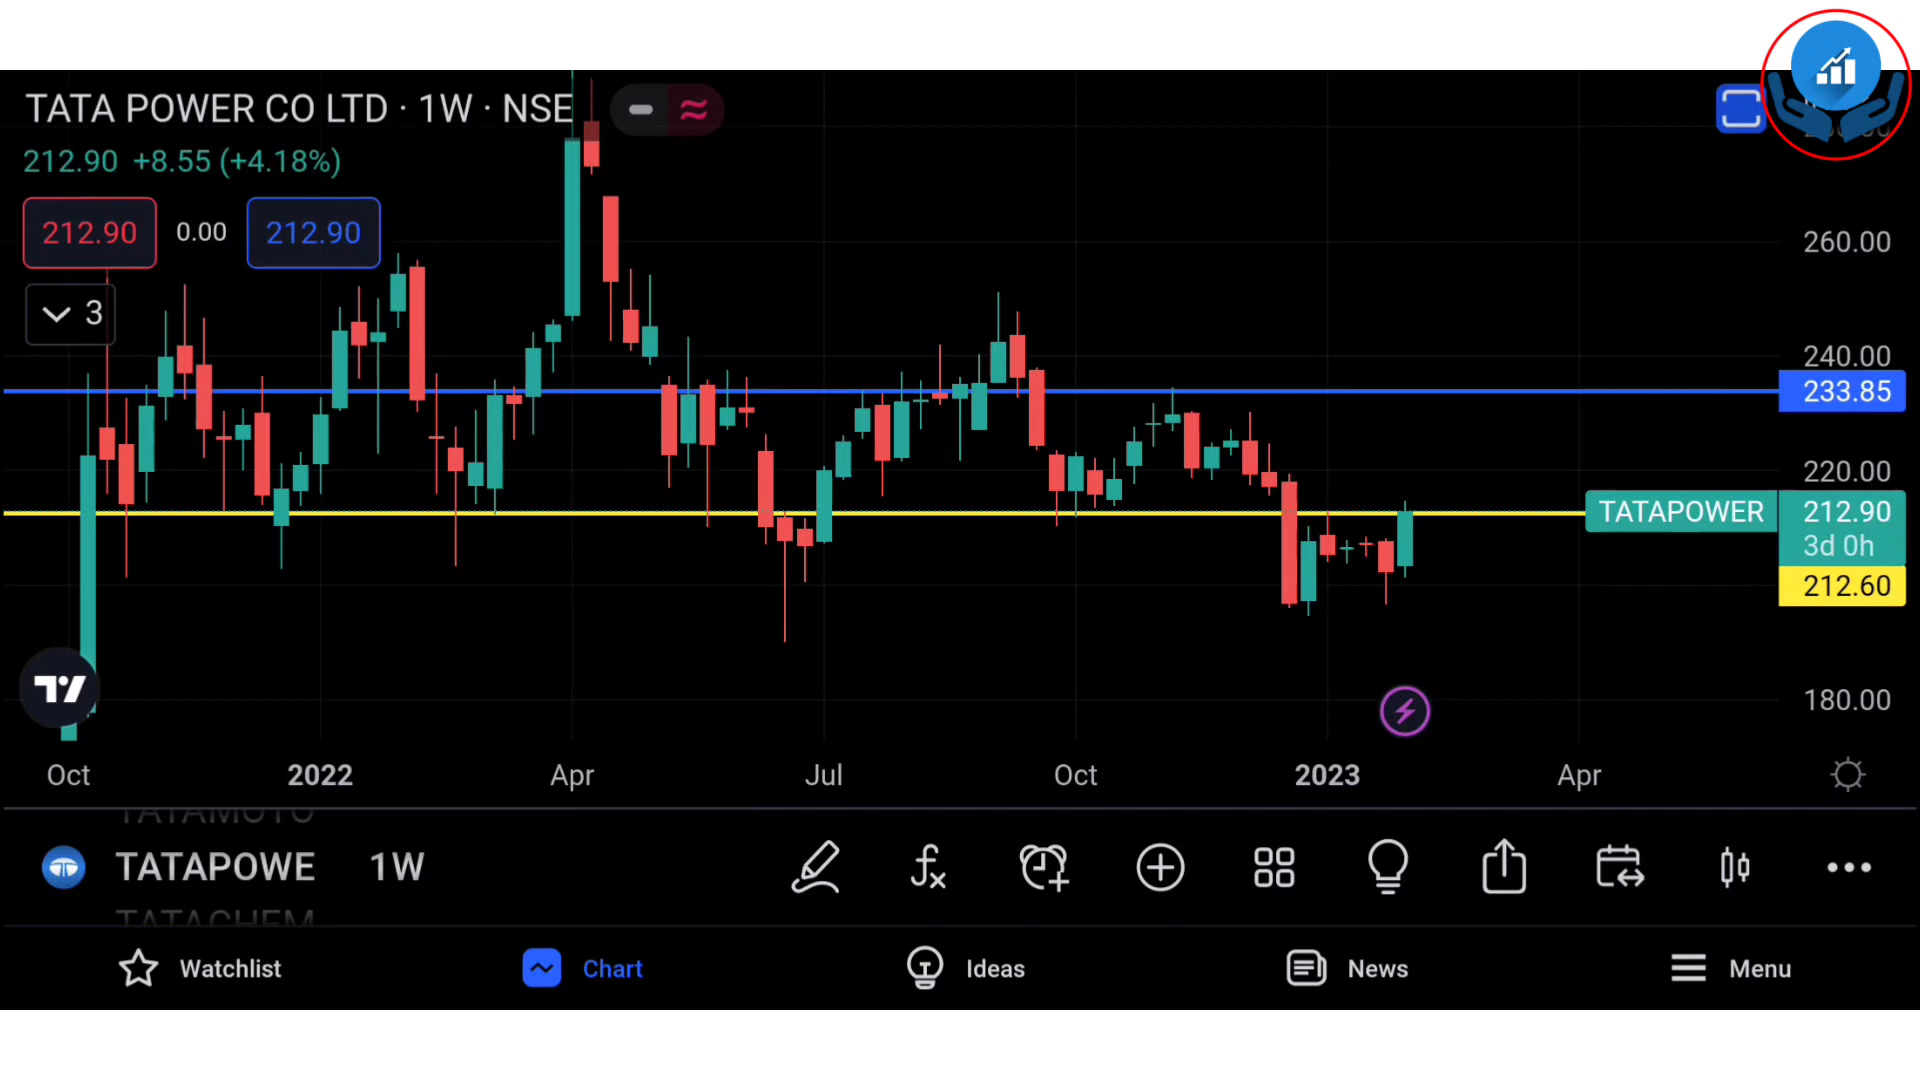 TATA POWER CO LTD · 1W · NSE
212.90 +8.55 (+4.18%)
212.90 0.00 212.90
3
260.00
240.00
233.85
220.00
TATAPOWER 212.90
3d 0h
212.60
180.00
Oct 2022 Apr Jul Oct 2023 Apr
TATAPOWE 1W
TATACHEM
Watchlist Chart Ideas News Menu